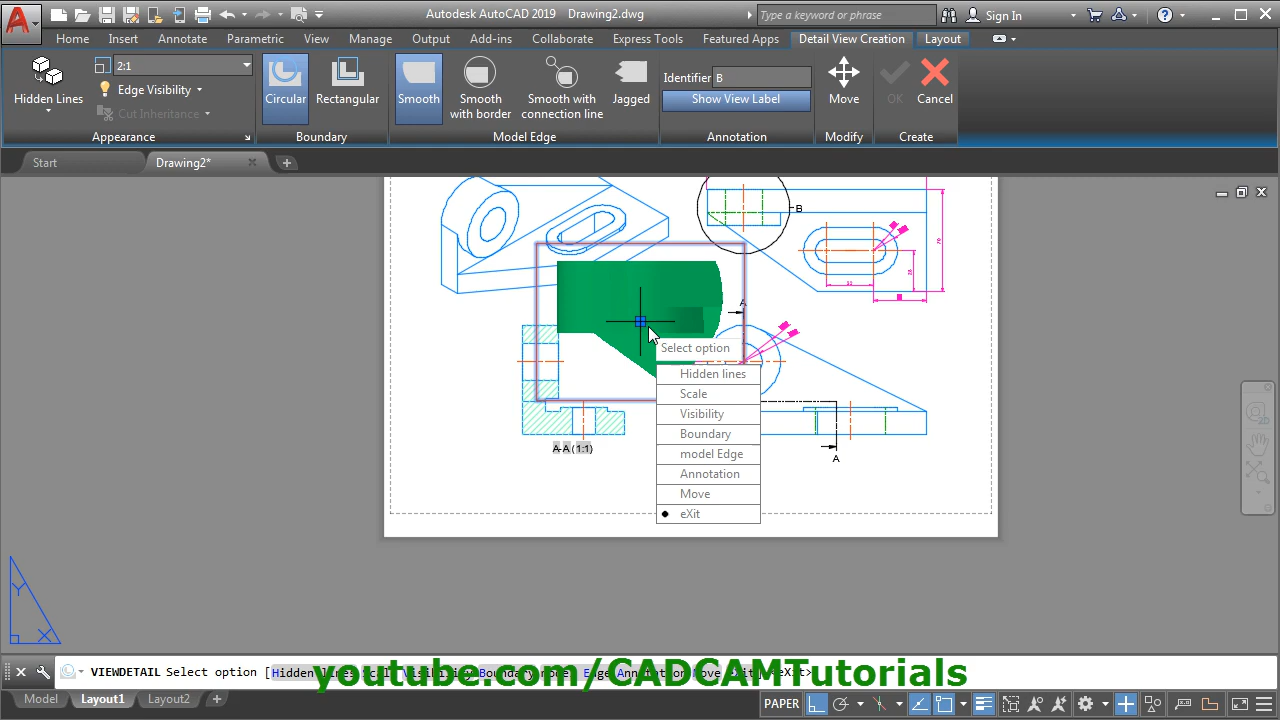 Autodesk AutoCAD 2019 Drawing2.dwg
Type a keyword or phrase
Sign In
Home Insert Annotate Parametric View Manage Output Add-ins Collaborate Express Tools Featured Apps Detail View Creation Layout
2:1
Edge Visibility
Cut Inheritance
Hidden Lines
Appearance
Circular
Rectangular
Boundary
Smooth
Smooth with border
Smooth with connection line
Jagged
Model Edge
Identifier B
Show View Label
Annotation
Move
Modify
OK
Cancel
Create
Start
Drawing2*
B
A
Select option
Hidden lines
Scale
Visibility
Boundary
model Edge
Annotation
Move
eXit
A-A (1:1)
A
Y
X
VIEWDETAIL Select option [Hidden
eXit>
youtube.com/CADCAMTutorials
Model Layout1 Layout2
PAPER
2D